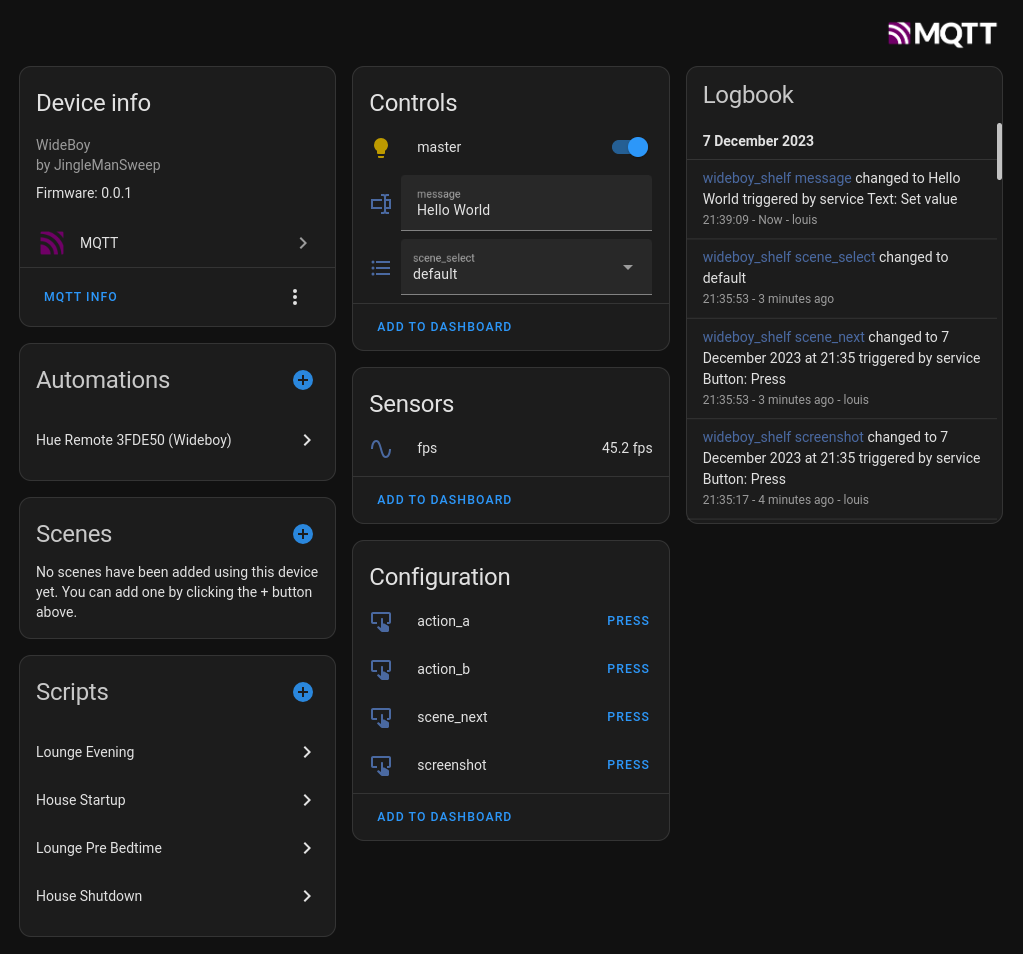 MQTT
Device info
WideBoy
by JingleManSweep
Firmware: 0.0.1
MQTT
MQTT INFO
Automations
Hue Remote 3FDE50 (Wideboy)
Scenes
No scenes have been added using this device
yet. You can add one by clicking the + button
above.
Scripts
Lounge Evening
House Startup
Lounge Pre Bedtime
House Shutdown
Controls
master
message
Hello World
scene_select
default
ADD TO DASHBOARD
Sensors
fps 45.2 fps
ADD TO DASHBOARD
Configuration
action_a PRESS
action_b PRESS
scene_next PRESS
screenshot PRESS
ADD TO DASHBOARD
Logbook
7 December 2023
wideboy_shelf message changed to Hello
World triggered by service Text: Set value
21:39:09 - Now - louis
wideboy_shelf scene_select changed to
default
21:35:53 - 3 minutes ago
wideboy_shelf scene_next changed to 7
December 2023 at 21:35 triggered by service
Button: Press
21:35:53 - 3 minutes ago - louis
wideboy_shelf screenshot changed to 7
December 2023 at 21:35 triggered by service
Button: Press
21:35:17 - 4 minutes ago - louis